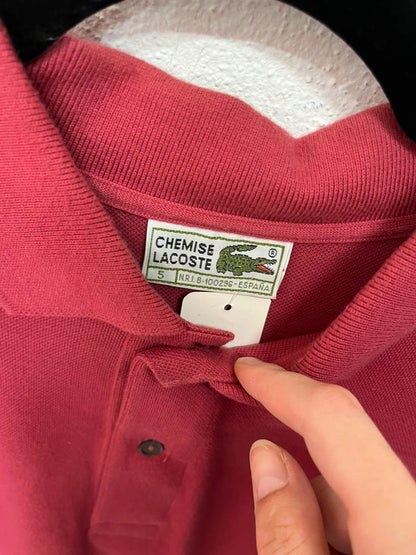 CHEMISE
LACOSTE ®
5 N.R.I. 8-100296-ESPAÑA